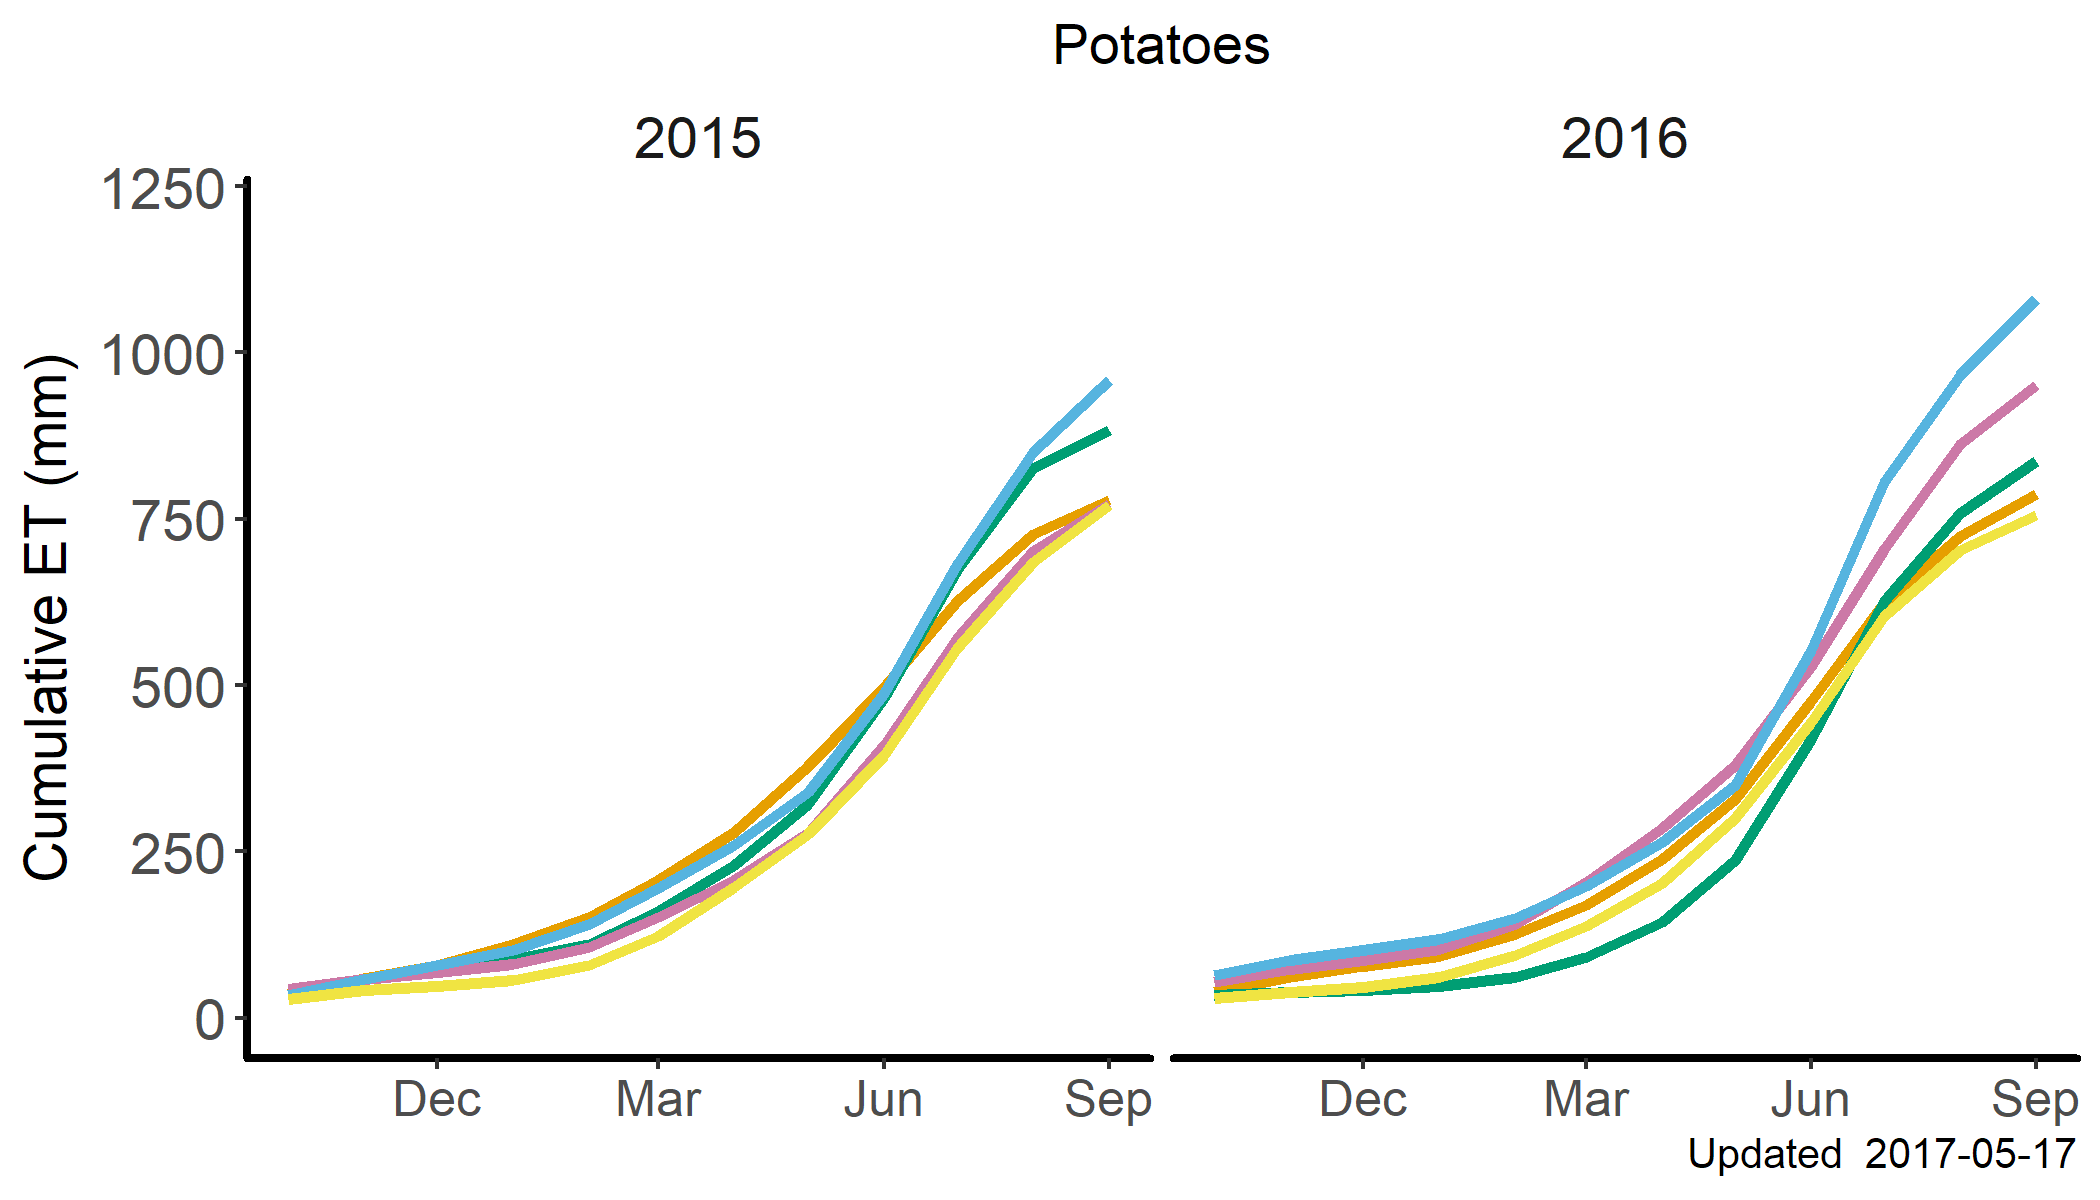 Potatoes
2015
2016
Cumulative ET (mm)
1250
1000
750
500
250
0
Dec
Mar
Jun
Sep
Dec
Mar
Jun
Sep
Updated 2017-05-17